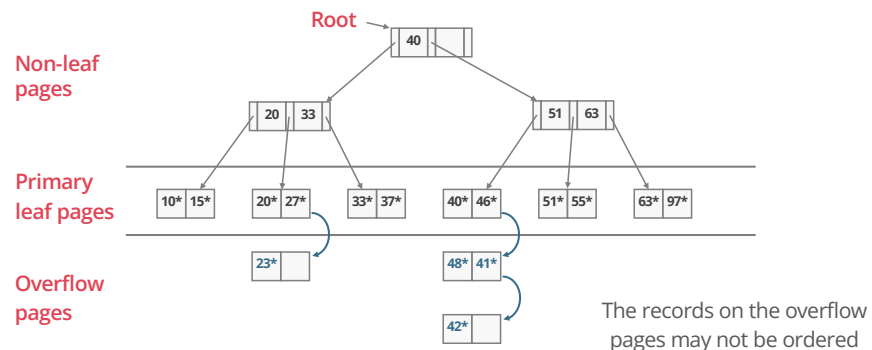 Root
40
Non-leaf
pages
20 33
51 63
Primary
leaf pages
10* 15*
20* 27*
33* 37*
40* 46*
51* 55*
63* 97*
Overflow
pages
23*
48* 41*
42*
The records on the overflow
pages may not be ordered